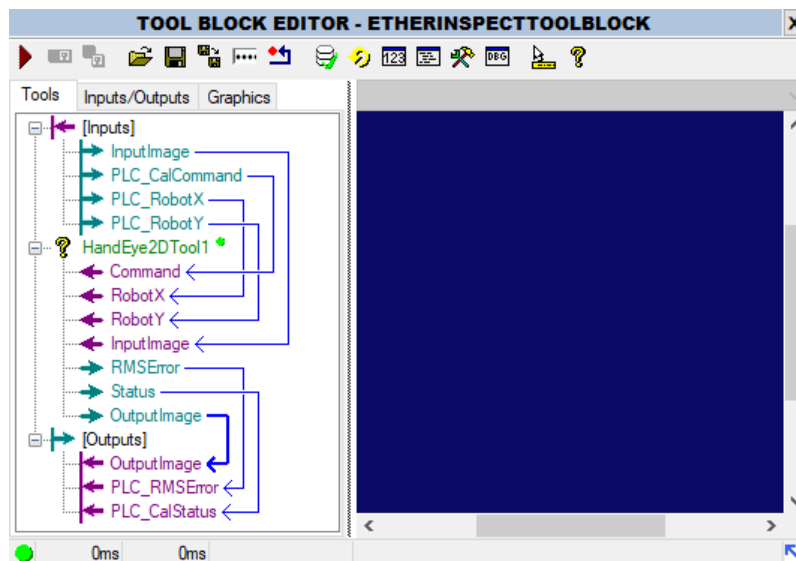 TOOL BLOCK EDITOR - ETHERINSPECTTOOLBLOCK
123
DBG
Tools Inputs/Outputs Graphics
[Inputs]
InputImage
PLC_CalCommand
PLC_RobotX
PLC_RobotY
HandEye2DTool1
Command
RobotX
RobotY
InputImage
RMSError
Status
OutputImage
[Outputs]
OutputImage
PLC_RMSError
PLC_CalStatus
0ms 0ms